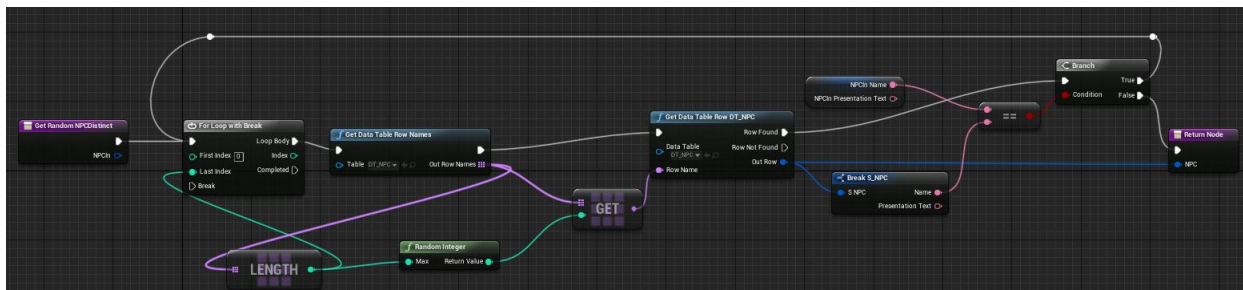 Get Random NPCDistinct
NPCIn
For Loop with Break
Loop Body
First Index 0
Index
Last Index
Completed
Break
Get Data Table Row Names
Table DT_NPC
Out Row Names
LENGTH
Random Integer
Max Return Value
GET
Get Data Table Row DT_NPC
Row Found
Data Table
DT_NPC
Row Not Found
Out Row
Row Name
NPCIn Name
NPCIn Presentation Text
Break S_NPC
S NPC Name
Presentation Text
==
Branch
True
Condition False
Return Node
NPC